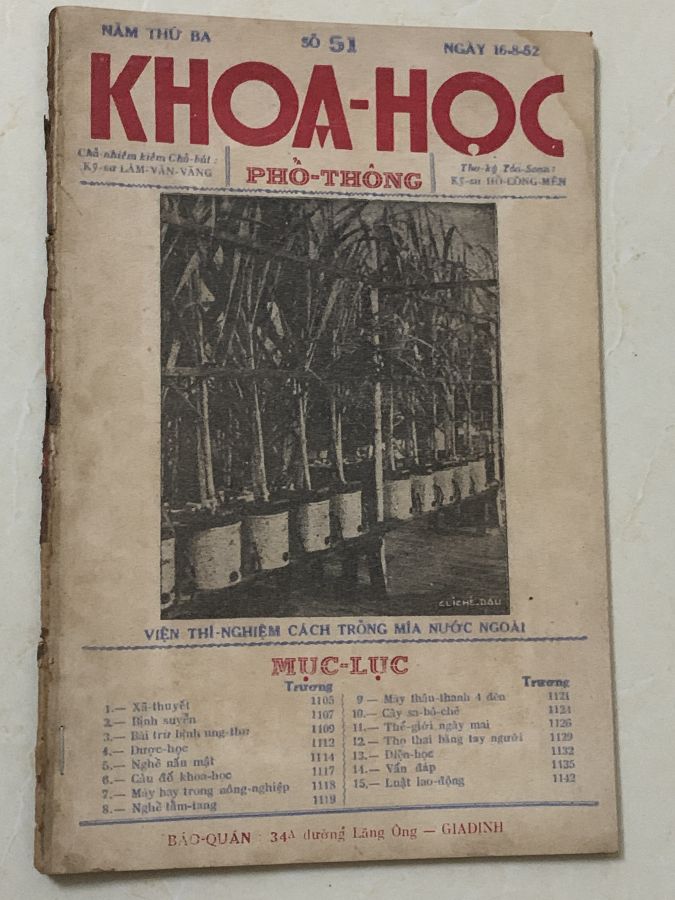 NĂM THỨ BA SỐ 51 NGÀY 16-8-52
KHOA-HỌC
PHỔ-THÔNG
Chủ-nhiệm kiêm Chủ-bút :
Kỹ-sư LÂM-VĂN-VÃNG
Thơ-ký Tòa-Soạn :
Kỹ-sư HỒ-CÔNG-MẾN
CLICHÉ-DÂU
VIỆN THÍ-NGHIỆM CÁCH TRỒNG MÍA NƯỚC NGOÀI
MỤC-LỤC
Trương
1.— Xã-thuyết 1105
2.— Bịnh suyễn 1107
3.— Bài trừ bịnh ung-thư 1109
4.— Dược-học 1112
5.— Nghề nấu mật 1114
6.— Câu đố khoa-học 1117
7.— Máy hay trong nông-nghiệp 1118
8.— Nghề tằm-tang 1119
Trương
9 — Máy thâu-thanh 4 đèn 1121
10.— Cây sa-bô-chê 1124
11.— Thế-giới ngày mai 1126
12.— Thọ thai bằng tay người 1129
13.— Điện-học 1132
14.— Vấn đáp 1135
15.— Luật lao-động 1142
BÁO-QUÁN : 34A đường Lăng Ông — GIADINH